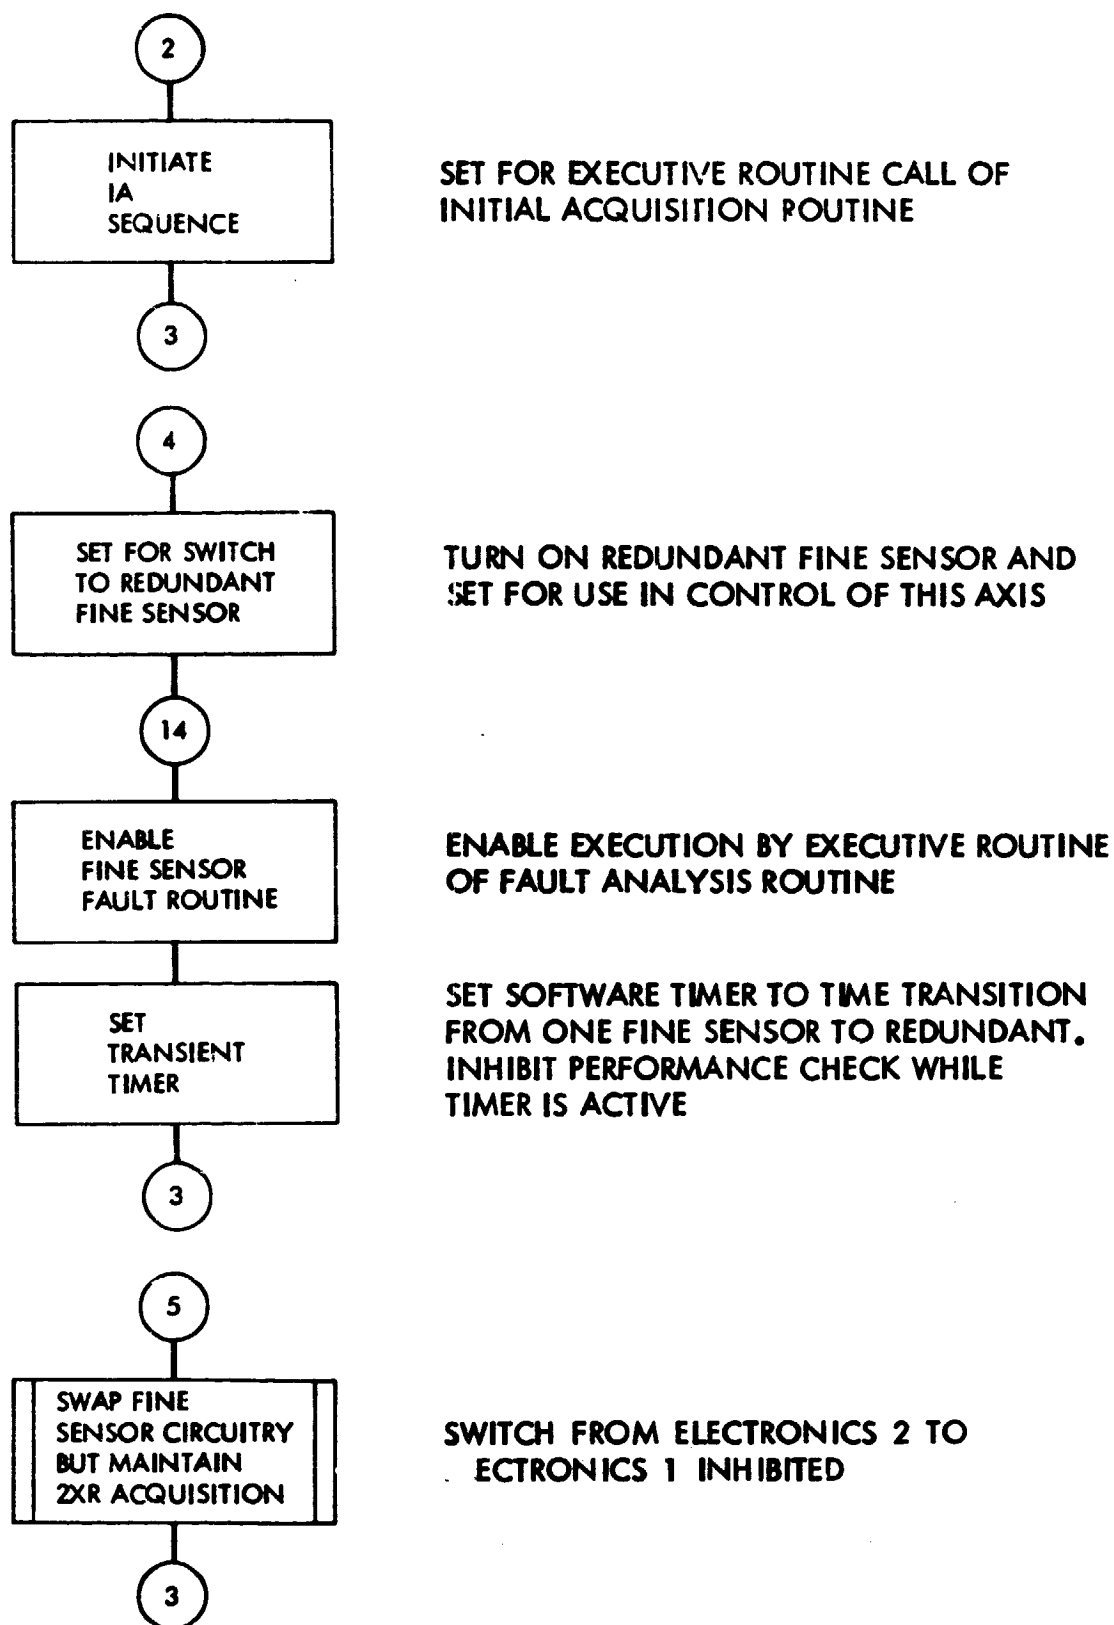 2
INITIATE
IA
SEQUENCE
SET FOR EXECUTIVE ROUTINE CALL OF
INITIAL ACQUISITION ROUTINE
3
4
SET FOR SWITCH
TO REDUNDANT
FINE SENSOR
TURN ON REDUNDANT FINE SENSOR AND
SET FOR USE IN CONTROL OF THIS AXIS
14
ENABLE
FINE SENSOR
FAULT ROUTINE
ENABLE EXECUTION BY EXECUTIVE ROUTINE
OF FAULT ANALYSIS ROUTINE
SET
TRANSIENT
TIMER
SET SOFTWARE TIMER TO TIME TRANSITION
FROM ONE FINE SENSOR TO REDUNDANT.
INHIBIT PERFORMANCE CHECK WHILE
TIMER IS ACTIVE
3
5
SWAP FINE
SENSOR CIRCUITRY
BUT MAINTAIN
2XR ACQUISITION
SWITCH FROM ELECTRONICS 2 TO
ECTRONICS 1 INHIBITED
3